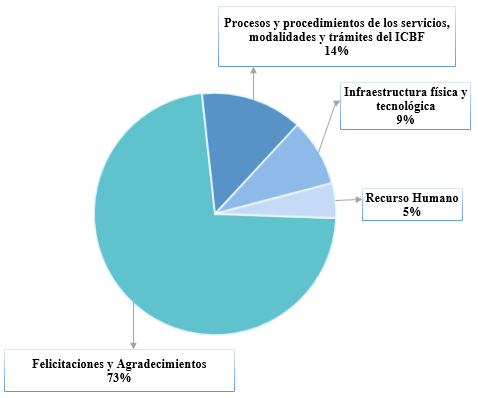 Procesos y procedimientos de los servicios,
modalidades y trámites del ICBF
14%
Infraestructura física y
tecnológica
9%
Recurso Humano
5%
Felicitaciones y Agradecimientos
73%